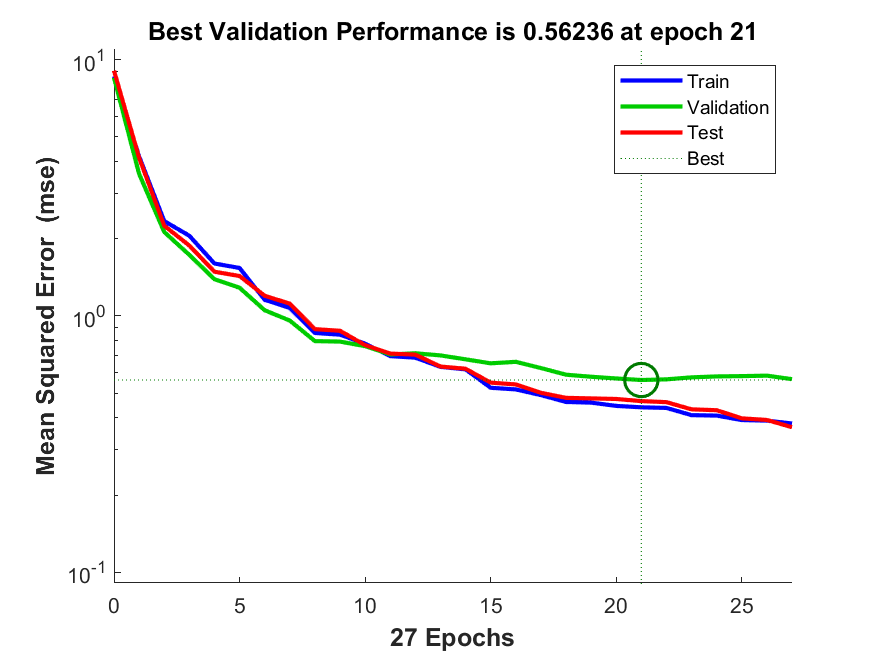 Best Validation Performance is 0.56236 at epoch 21
10^1
10^0
10^-1
Mean Squared Error  (mse)
Train
Validation
Test
Best
0 5 10 15 20 25
27 Epochs